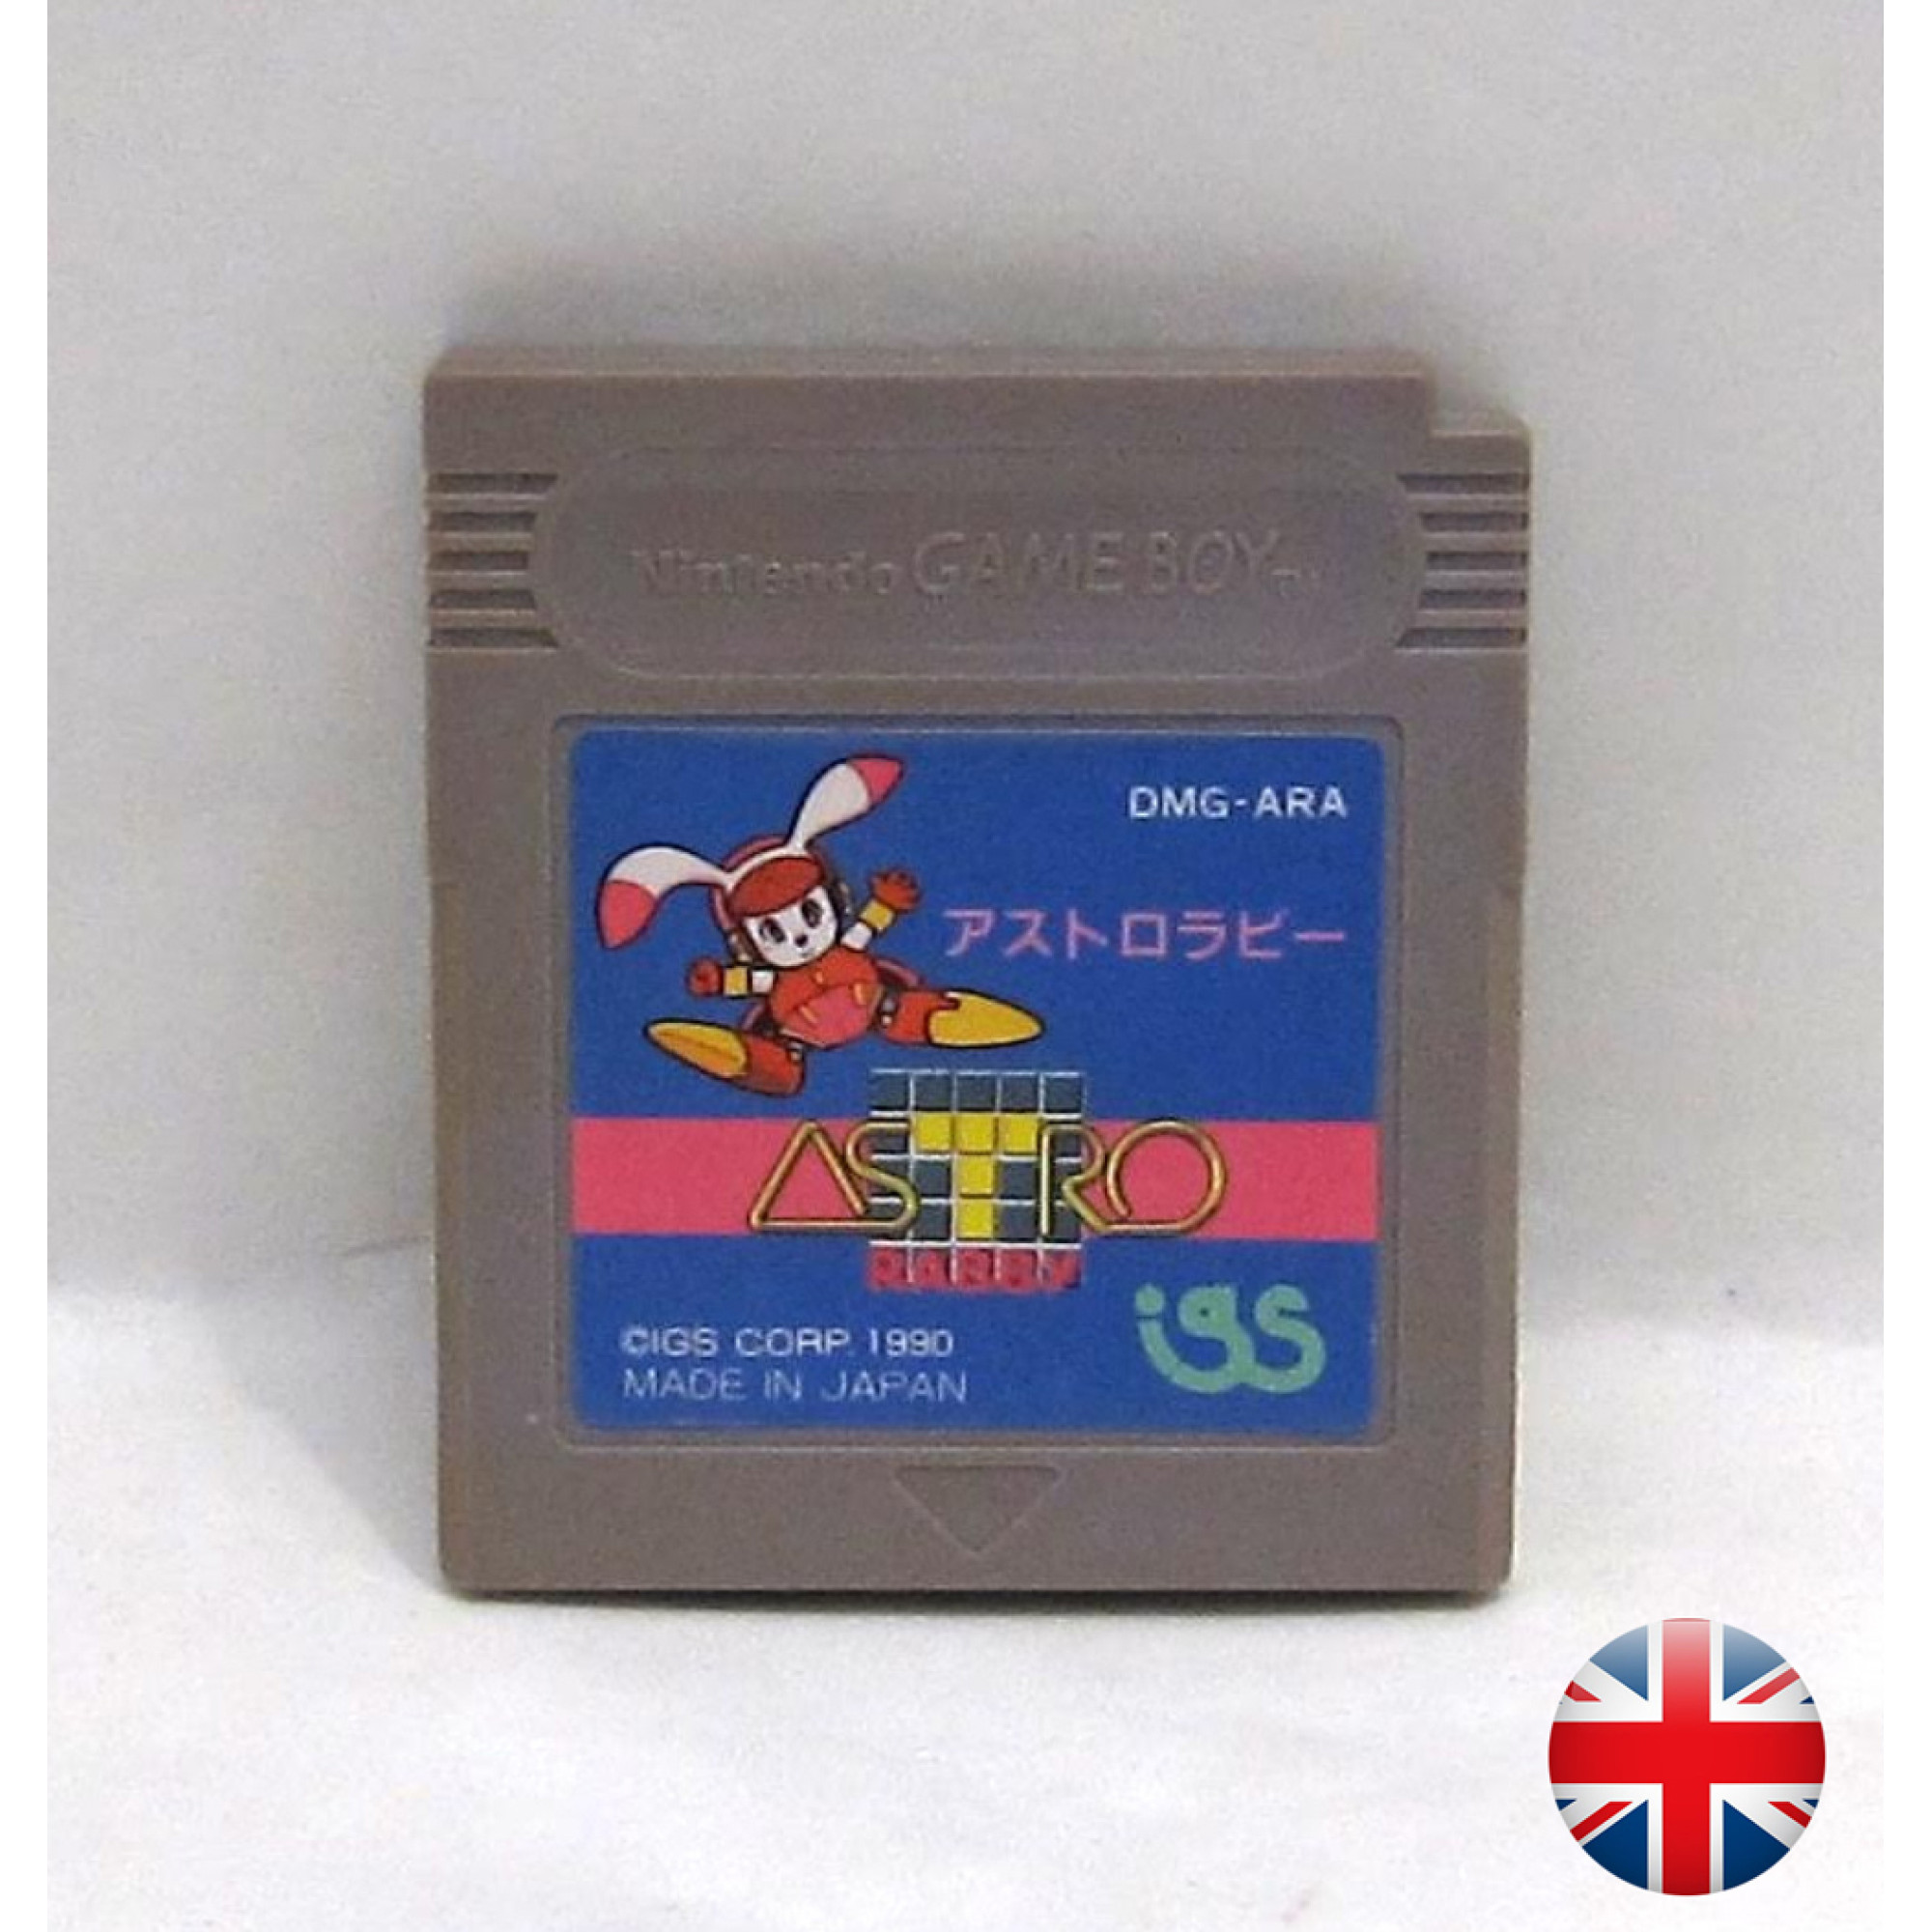 Nintendo GAME BOY TM
DMG-ARA
アストロラビー
ASTRO
RABBY
©IGS CORP. 1990
MADE IN JAPAN
igs